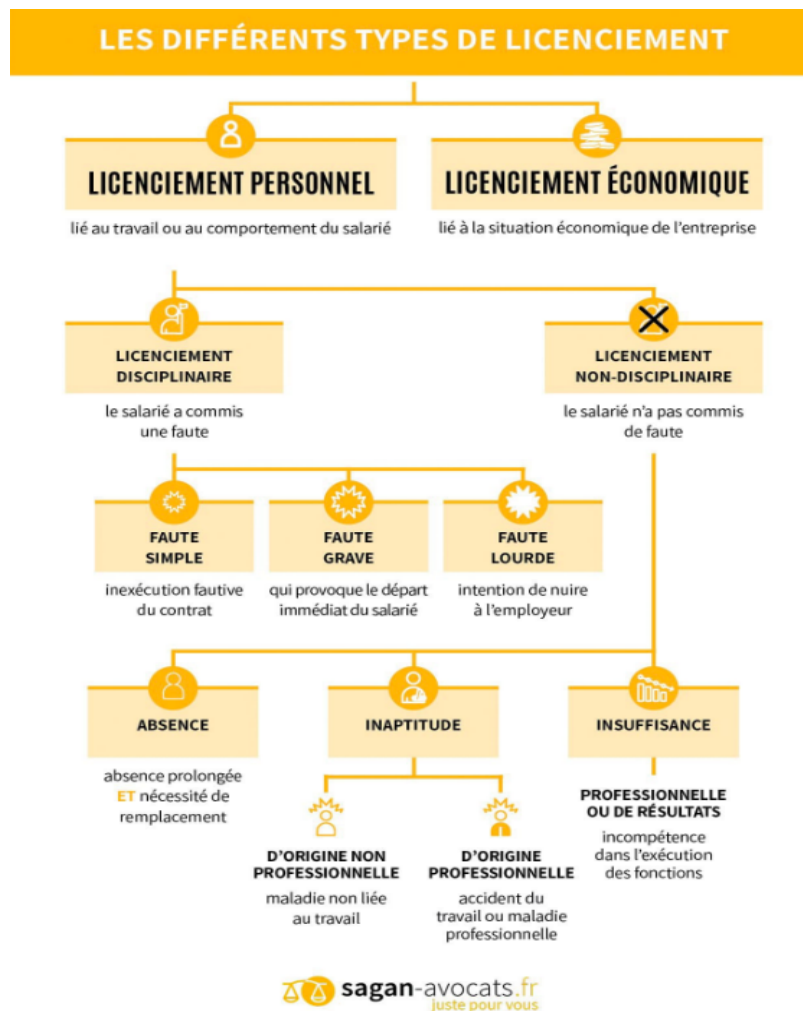 LES DIFFÉRENTS TYPES DE LICENCIEMENT
LICENCIEMENT PERSONNEL
lié au travail ou au comportement du salarié
LICENCIEMENT ÉCONOMIQUE
lié à la situation économique de l'entreprise
LICENCIEMENT
DISCIPLINAIRE
le salarié a commis
une faute
LICENCIEMENT
NON-DISCIPLINAIRE
le salarié n'a pas commis
de faute
FAUTE
SIMPLE
inexécution fautive
du contrat
FAUTE
GRAVE
qui provoque le départ
immédiat du salarié
FAUTE
LOURDE
intention de nuire
à l'employeur
ABSENCE
absence prolongée
ET nécessité de
remplacement
INAPTITUDE
D'ORIGINE NON
PROFESSIONNELLE
maladie non liée
au travail
D'ORIGINE
PROFESSIONNELLE
accident du
travail ou maladie
professionnelle
INSUFFISANCE
PROFESSIONNELLE
OU DE RÉSULTATS
incompétence
dans l'exécution
des fonctions
sagan-avocats.fr
juste pour vous